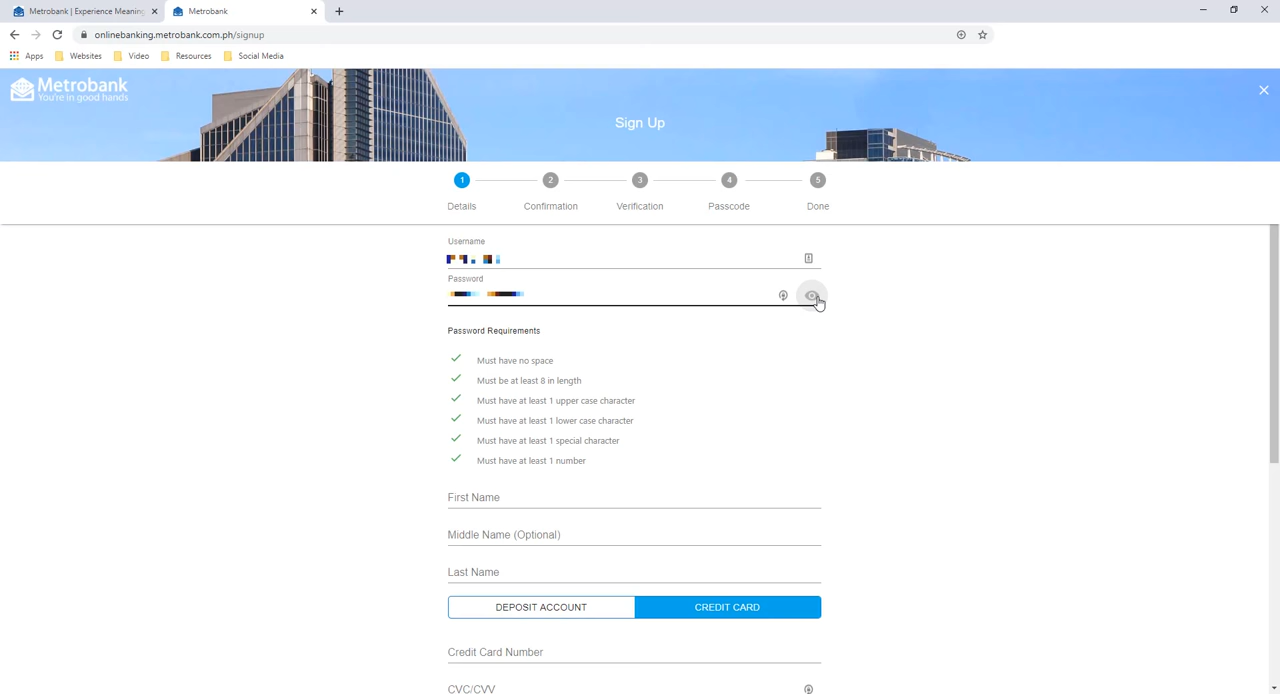 Metrobank | Experience Meaning
Metrobank
onlinebanking.metrobank.com.ph/signup
Apps
Websites
Video
Resources
Social Media
Metrobank
You're in good hands
Sign Up
1
2
3
4
5
Details
Confirmation
Verification
Passcode
Done
Username
Password
Password Requirements
Must have no space
Must be at least 8 in length
Must have at least 1 upper case character
Must have at least 1 lower case character
Must have at least 1 special character
Must have at least 1 number
First Name
Middle Name (Optional)
Last Name
DEPOSIT ACCOUNT
CREDIT CARD
Credit Card Number
CVC/CVV